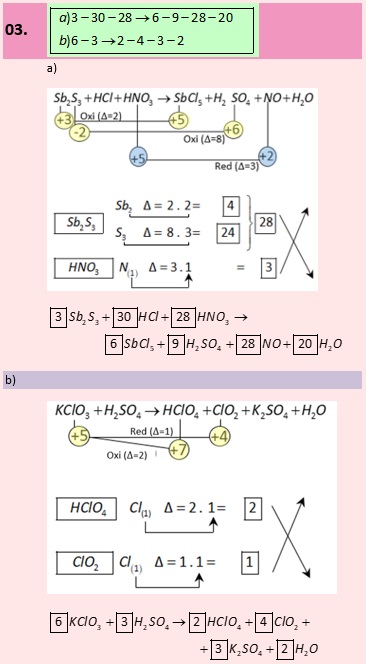 03.
a)3−30−28→6−9−28−20
b)6−3→2−4−3−2
a)
Sb₂S₃+HCl+HNO₃→SbCl₅+H₂ SO₄+NO+H₂O
+3 Oxi (Δ=2) +5
-2 Oxi (Δ=8) +6
+5 Red (Δ=3) +2
Sb₂ Δ=2.2= 4
Sb₂S₃ 28
S₃ Δ=8.3= 24
HNO₃ N₍₁₎ Δ=3.1 = 3
3 Sb₂S₃+ 30 HCl+ 28 HNO₃ →
6 SbCl₅+ 9 H₂SO₄+ 28 NO+ 20 H₂O
b)
KClO₃+H₂SO₄→HClO₄+ClO₂+K₂SO₄+H₂O
+5 Red (Δ=1) +4
Oxi (Δ=2) +7
HClO₄ Cl₍₁₎ Δ=2.1= 2
ClO₂ Cl₍₁₎ Δ=1.1= 1
6 KClO₃+ 3 H₂SO₄→ 2 HClO₄+ 4 ClO₂+
+ 3 K₂SO₄+ 2 H₂O